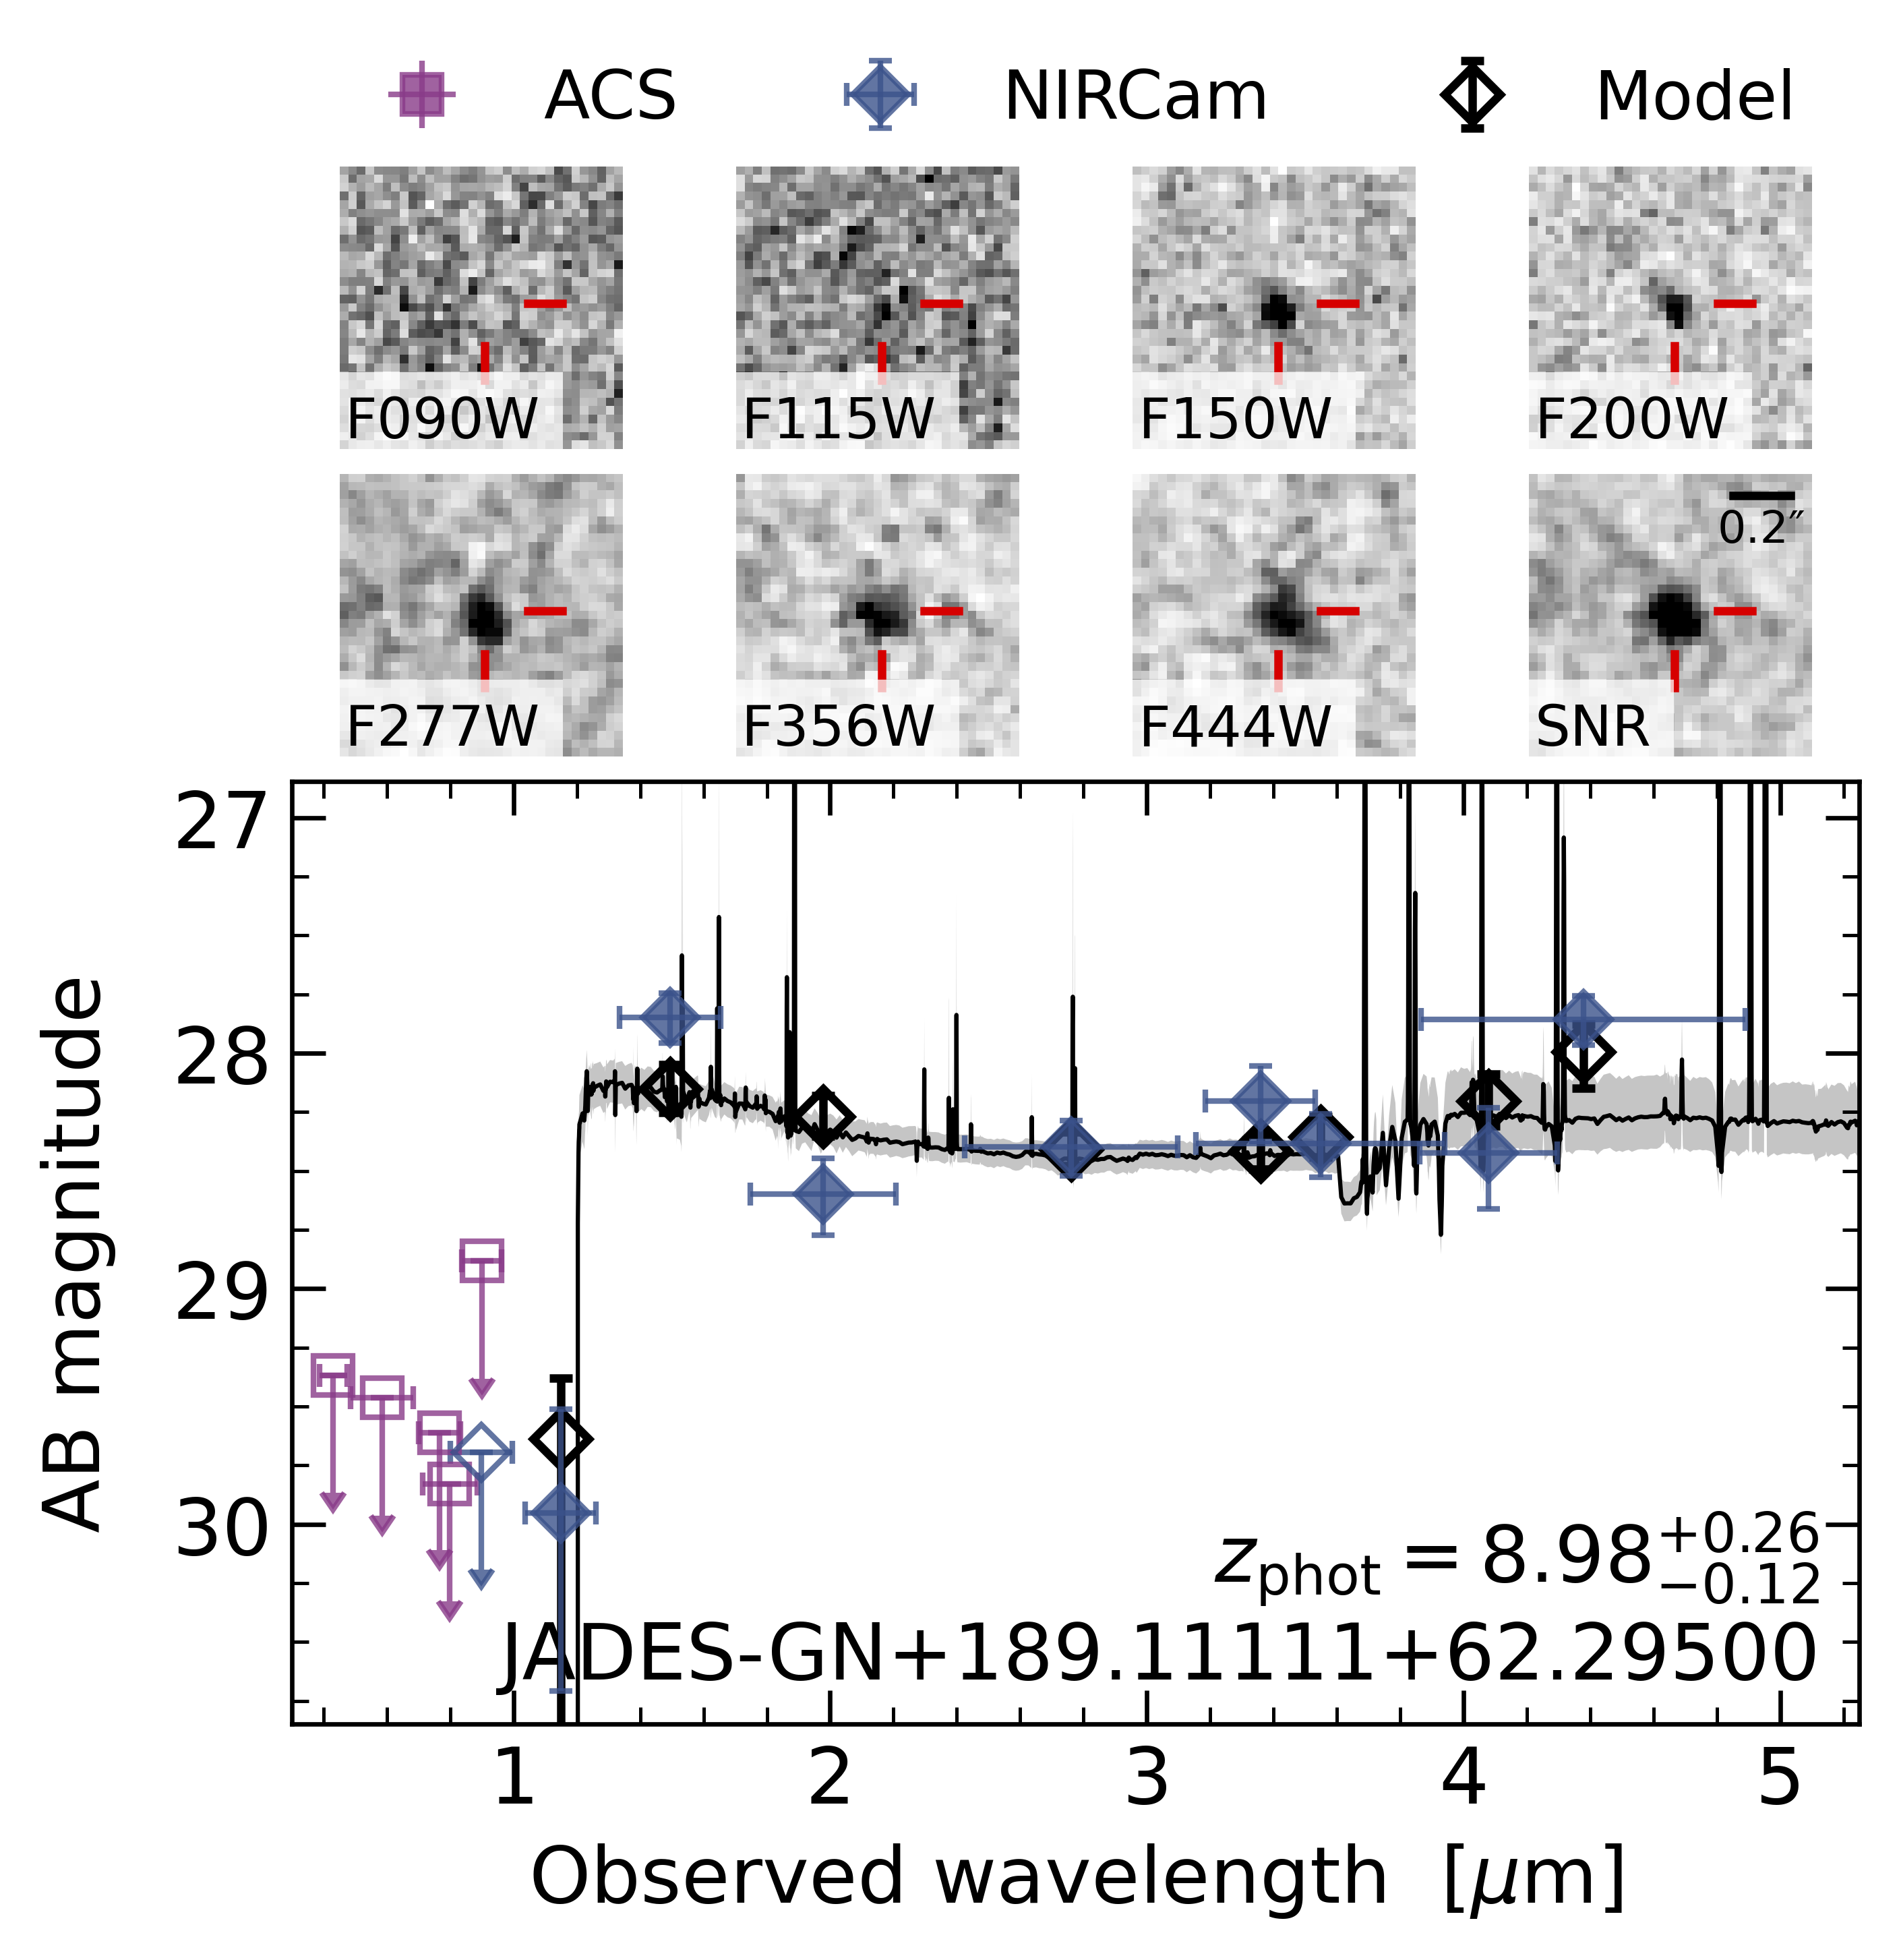 ACS NIRCam Model
F090W F115W F150W F200W
0.2″
F277W F356W F444W SNR
27
28
29
30
AB magnitude
z_phot = 8.98^{+0.26}_{−0.12}
JADES-GN+189.11111+62.29500
1 2 3 4 5
Observed wavelength [μm]